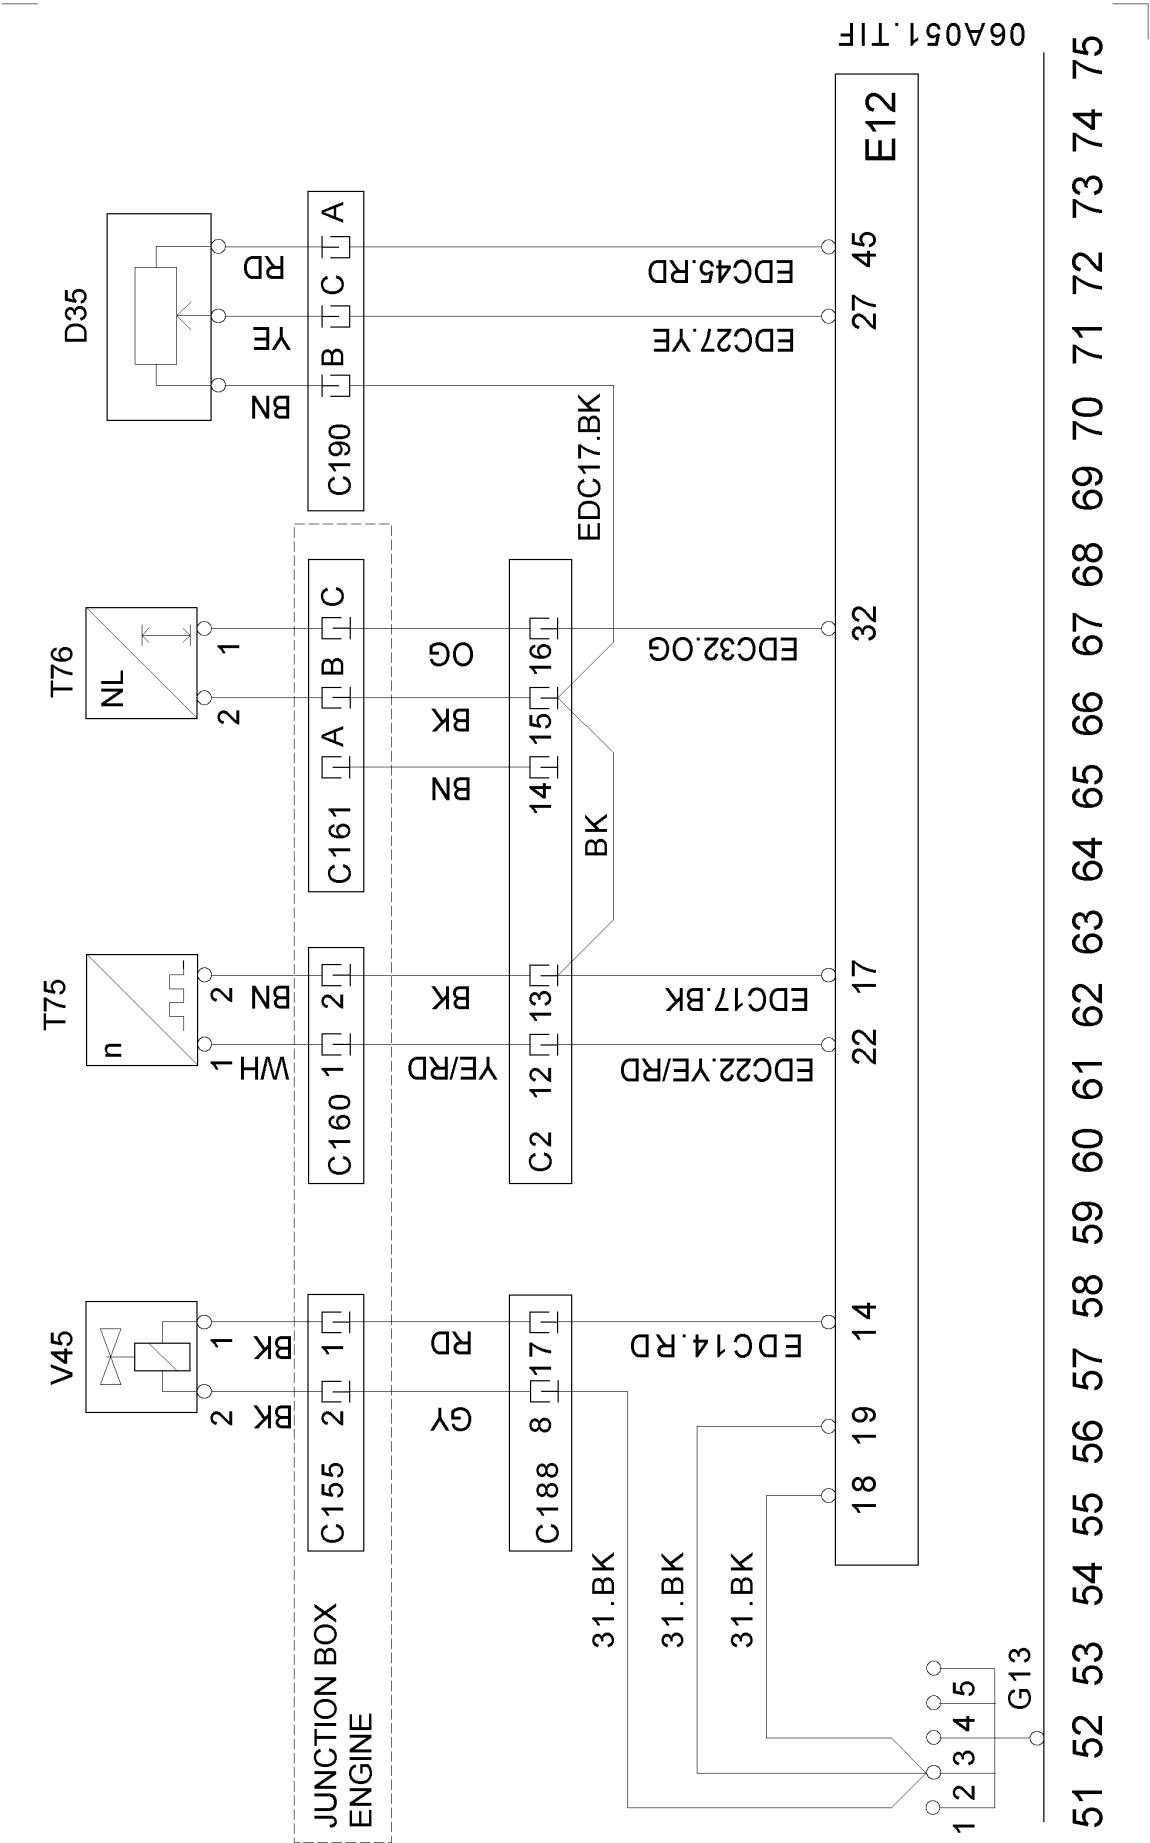 V45
T75
T76
D35
n
NL
2
1
1
2
2
1
BK
BK
WH
BN
BN
YE
RD
JUNCTION BOX
ENGINE
C155
2
1
C160
1
2
C161
A
B
C
C190
B
C
A
GY
RD
YE/RD
BK
BN
BK
OG
C188
8
17
C2
12
13
14
15
16
BK
EDC17.BK
31.BK
31.BK
31.BK
EDC14.RD
EDC22.YE/RD
EDC17.BK
EDC32.OG
EDC27.YE
EDC45.RD
18
19
14
22
17
32
27
45
E12
1
2
3
4
5
G13
06A051.TIF
51 52 53 54 55 56 57 58 59 60 61 62 63 64 65 66 67 68 69 70 71 72 73 74 75